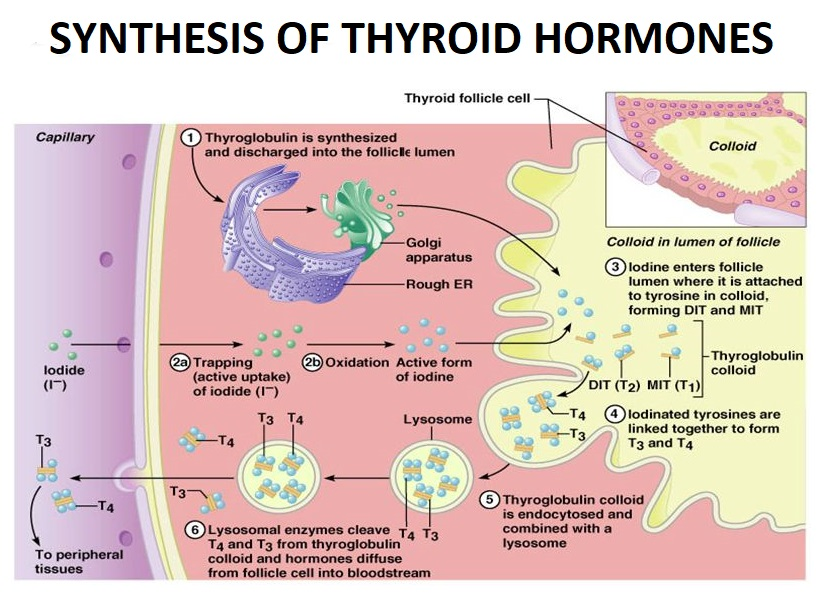 SYNTHESIS OF THYROID HORMONES
Thyroid follicle cell
Capillary
1 Thyroglobulin is synthesized
and discharged into the follicle lumen
Colloid
Golgi
apparatus
Rough ER
Colloid in lumen of follicle
3 Iodine enters follicle
lumen where it is attached
to tyrosine in colloid,
forming DIT and MIT
Iodide
(I–)
2a Trapping
(active uptake)
of iodide (I–)
2b Oxidation
Active form
of iodine
Thyroglobulin
colloid
DIT (T2) MIT (T1)
4 Iodinated tyrosines are
linked together to form
T3 and T4
T4
T3
Lysosome
T3 T4
T4
T3
T3
T4
T4 T3
5 Thyroglobulin colloid
is endocytosed and
combined with a
lysosome
6 Lysosomal enzymes cleave
T4 and T3 from thyroglobulin
colloid and hormones diffuse
from follicle cell into bloodstream
To peripheral
tissues